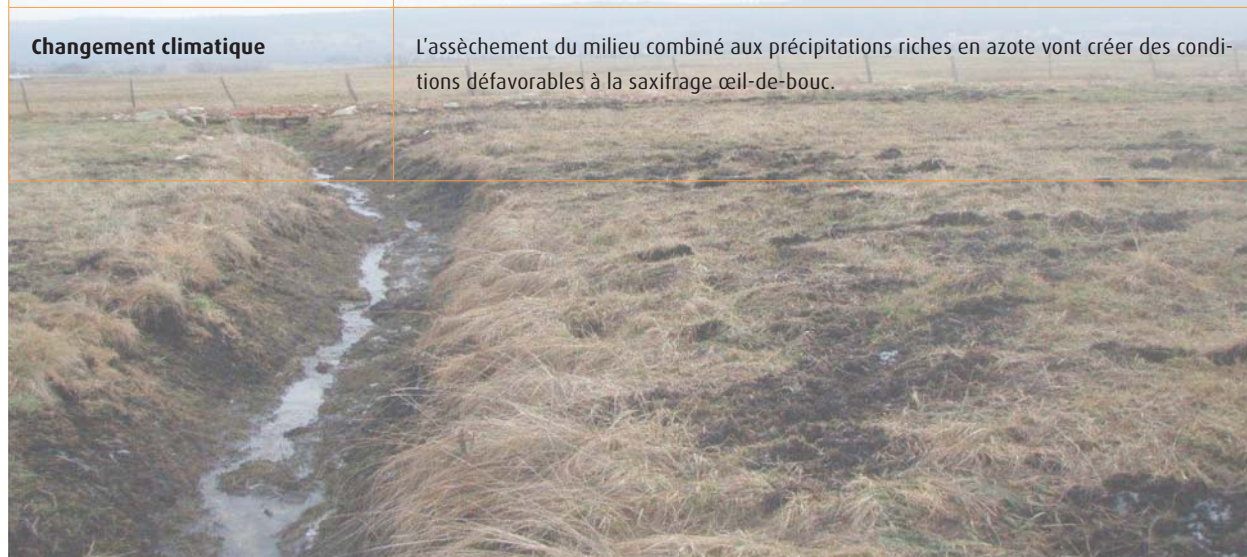 Changement climatique
L'assèchement du milieu combiné aux précipitations riches en azote vont créer des condi-
tions défavorables à la saxifrage œil-de-bouc.